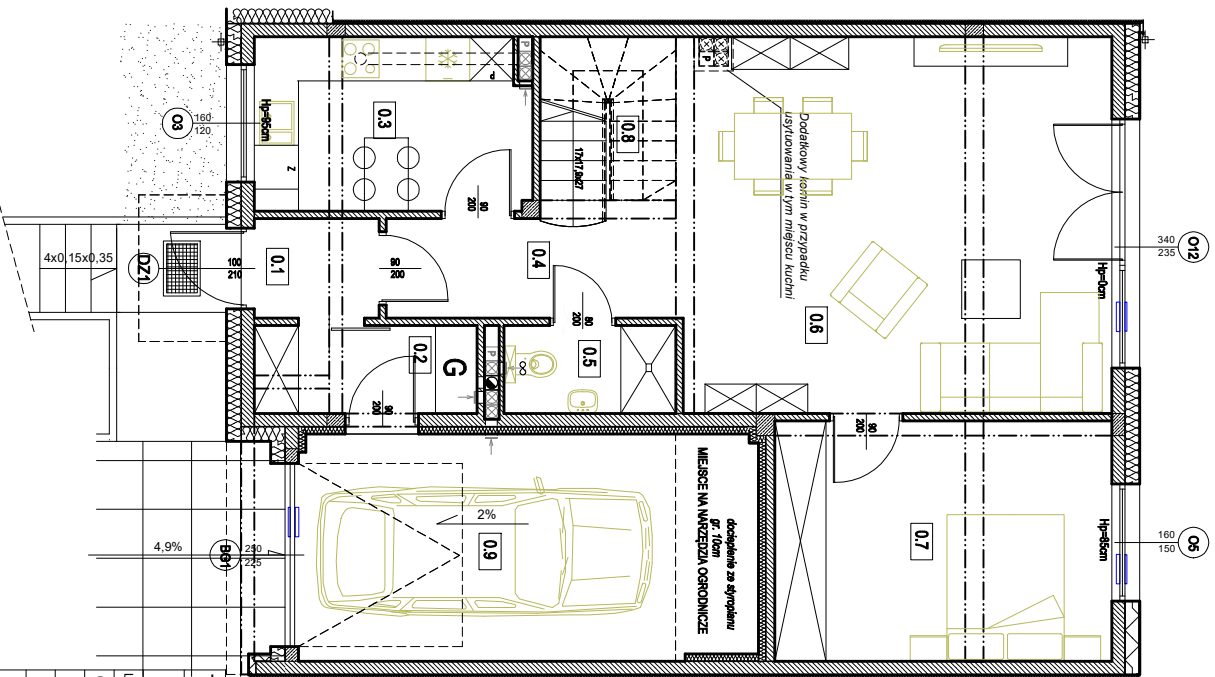 O3
160
120
Hp=95cm
0.3
Z
P
P
90
200
0.8
17x17,9x27
P
Dodatkowy komin w przypadku
usytuowania w tym miejscu kuchni
340
235
O12
Hp=0cm
0.6
4x0,15x0,35
DZ1
100
210
0.1
90
200
0.4
80
200
0.5
0.2
G
P
90
200
90
200
4,9%
BG1
250
225
2%
0.9
docieplenie ze styropianu
gr. 10cm
MIEJSCE NA NARZĘDZIA OGRODNICZE
0.7
Hp=85cm
160
150
O5